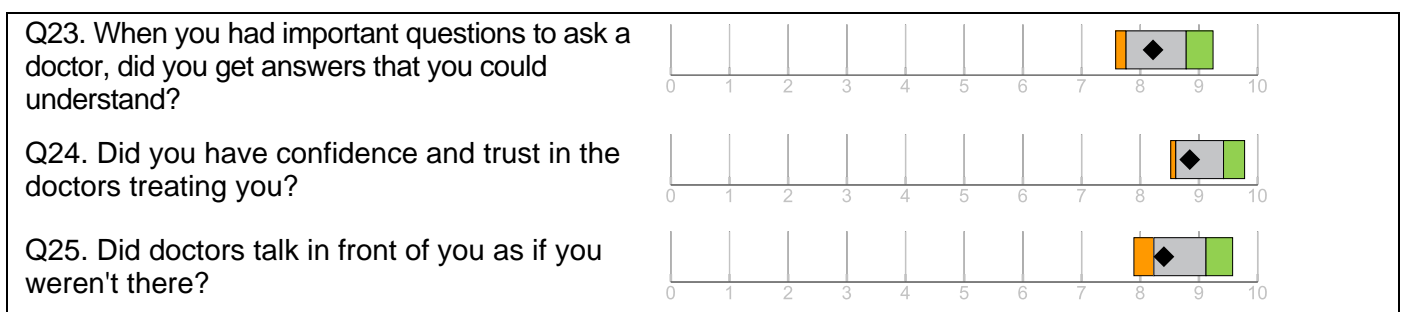 Q23. When you had important questions to ask a
doctor, did you get answers that you could
understand?
0 1 2 3 4 5 6 7 8 9 10
Q24. Did you have confidence and trust in the
doctors treating you?
0 1 2 3 4 5 6 7 8 9 10
Q25. Did doctors talk in front of you as if you
weren't there?
0 1 2 3 4 5 6 7 8 9 10